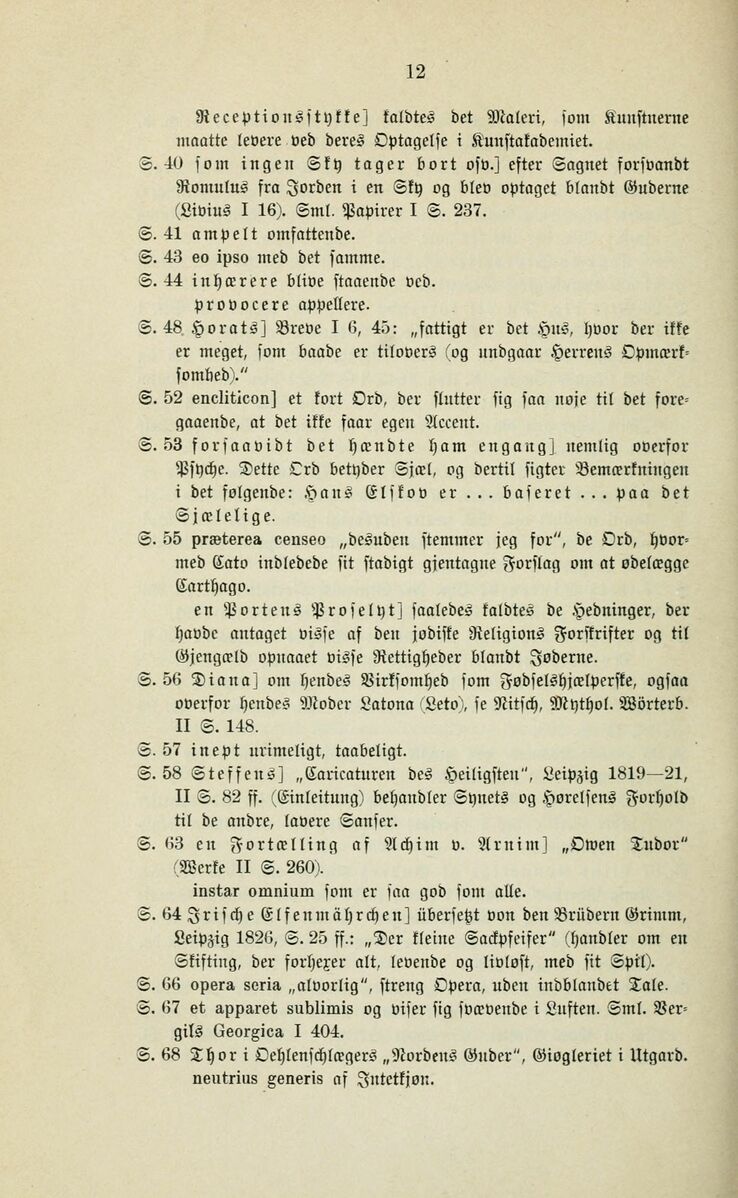 12
Receptionsstykke] kaldtes det Maleri, som Kunstnerne
maatte levere ved deres Optagelse i Kunstakademiet.
S. 40 som ingen Sky tager bort osv.] efter Sagnet forsvandt
Romulus fra Jorden i en Sky og blev optaget blandt Guderne
(Livius I 16). Sml. Papirer I S. 237.
S. 41 ampelt omfattende.
S. 43 eo ipso med det samme.
S. 44 inhærere blive staaende ved.
provocere appellere.
S. 48 Horats] Breve I 6, 45: „fattigt er det Hus, hvor der ikke
er meget, som baade er tilovers (og undgaar Herrens Opmærk-
somhed)."
S. 52 encliticon] et kort Ord, der slutter sig saa nøje til det fore-
gaaende, at det ikke faar egen Accent.
S. 53 forsaavidt det hændte ham engang] nemlig overfor
Psyche. Dette Ord betyder Sjæl, og dertil sigter Bemærkningen
i det følgende: Hans Elskov er ... baseret ... paa det
Sjælelige.
S. 55 præterea censeo „desuden stemmer jeg for", de Ord, hvor-
med Cato indledede sit stadigt gjentagne Forslag om at ødelægge
Carthago.
en Portens Proselyt] saaledes kaldtes de Hedninger, der
havde antaget visse af den jødiske Religions Forskrifter og til
Gjengæld opnaaet visse Rettigheder blandt Jøderne.
S. 56 Diana] om hendes Virksomhed som Fødselshjælperske, ogsaa
overfor hendes Moder Latona (Leto), se Nitsch, Mythol. Wörterb.
II S. 148.
S. 57 inept urimeligt, taabeligt.
S. 58 Steffens] „Caricaturen des Heiligsten", Leipzig 1819—21,
II S. 82 ff. (Einleitung) behandler Synets og Hørelsens Forhold
til de andre, lavere Sanser.
S. 63 en Fortælling af Achim v. Arnim] „Owen Tudor"
(Werke II S. 260).
instar omnium som er saa god som alle.
S. 64 Irische Elfenmährchen] übersetzt von den Brüdern Grimm,
Leipzig 1826, S. 25 ff.: „Der kleine Sackpfeifer" (handler om en
Skifting, der forhexer alt, levende og livløst, med sit Spil).
S. 66 opera seria „alvorlig", streng Opera, uden indblandet Tale.
S. 67 et apparet sublimis og viser sig svævende i Luften. Sml. Ver-
gils Georgica I 404.
S. 68 Thor i Oehlenschlægers „Nordens Guder", Giøgleriet i Utgard.
neutrius generis af Intetkjøn.